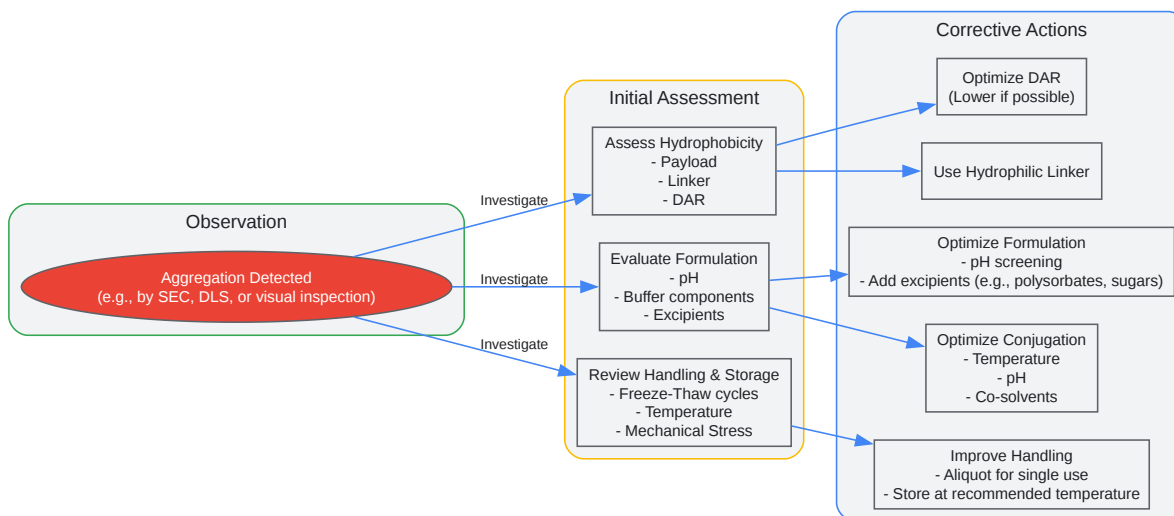 Observation
Aggregation Detected
(e.g., by SEC, DLS, or visual inspection)
Investigate
Investigate
Investigate
Initial Assessment
Assess Hydrophobicity
- Payload
- Linker
- DAR
Evaluate Formulation
- pH
- Buffer components
- Excipients
Review Handling & Storage
- Freeze-Thaw cycles
- Temperature
- Mechanical Stress
Corrective Actions
Optimize DAR
(Lower if possible)
Use Hydrophilic Linker
Optimize Formulation
- pH screening
- Add excipients (e.g., polysorbates, sugars)
Optimize Conjugation
- Temperature
- pH
- Co-solvents
Improve Handling
- Aliquot for single use
- Store at recommended temperature